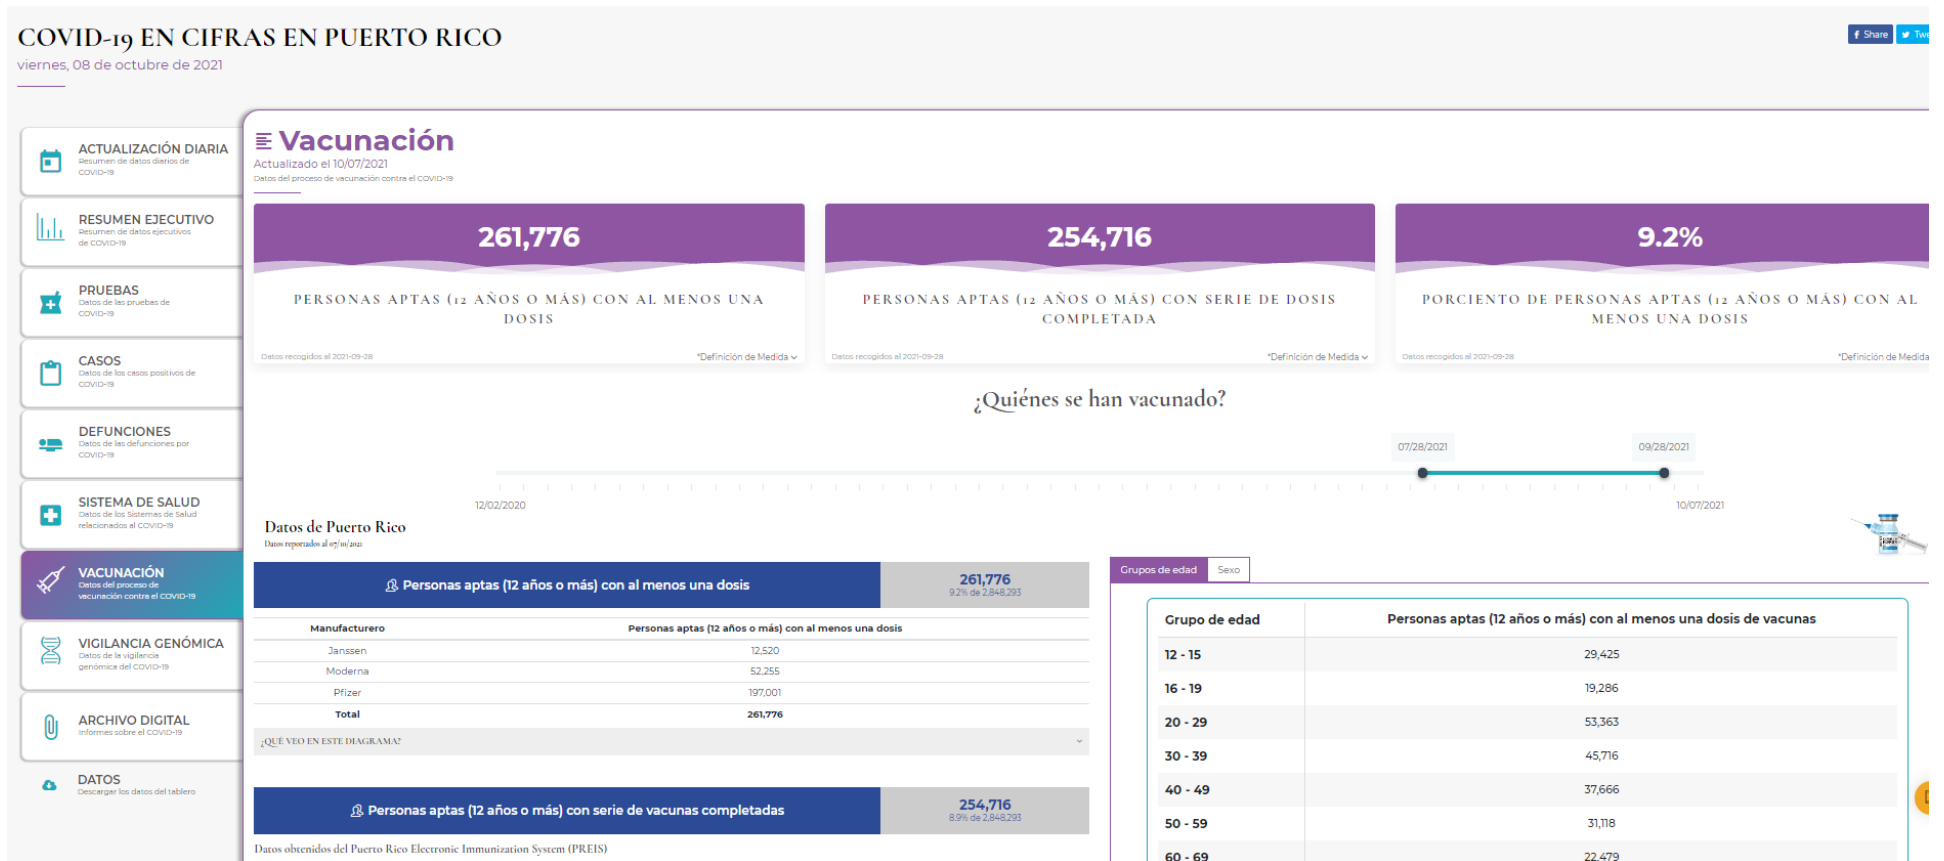 COVID-19 EN CIFRAS EN PUERTO RICO
viernes, 08 de octubre de 2021
Share
ACTUALIZACIÓN DIARIA
Resumen de datos diarios de
COVID-19
RESUMEN EJECUTIVO
Resumen de datos ejecutivos
de COVID-19
PRUEBAS
Datos de las pruebas de
COVID-19
CASOS
Datos de los casos positivos de
COVID-19
DEFUNCIONES
Datos de las defunciones por
COVID-19
SISTEMA DE SALUD
Datos de los Sistemas de Salud
relacionados al COVID-19
VACUNACIÓN
Datos del proceso de
vacunación contra el COVID-19
VIGILANCIA GENÓMICA
Datos de la vigilancia
genómica del COVID-19
ARCHIVO DIGITAL
Informes sobre el COVID-19
DATOS
Descargar los datos del tablero
Vacunación
Actualizado el 10/07/2021
Datos del proceso de vacunación contra el COVID-19
261,776
PERSONAS APTAS (12 AÑOS O MÁS) CON AL MENOS UNA
DOSIS
Datos recogidos al 2021-09-28 *Definición de Medida
254,716
PERSONAS APTAS (12 AÑOS O MÁS) CON SERIE DE DOSIS
COMPLETADA
Datos recogidos al 2021-09-28 *Definición de Medida
9.2%
PORCIENTO DE PERSONAS APTAS (12 AÑOS O MÁS) CON AL
MENOS UNA DOSIS
Datos recogidos al 2021-09-28 *Definición de Medida
¿Quiénes se han vacunado?
07/28/2021 09/28/2021
12/02/2020 10/07/2021
Datos de Puerto Rico
Datos reportados al 07/10/2021
Personas aptas (12 años o más) con al menos una dosis 261,776
9.2% de 2,848,293
Manufacturero Personas aptas (12 años o más) con al menos una dosis
Janssen 12,520
Moderna 52,255
Pfizer 197,001
Total 261,776
¿QUÉ VEO EN ESTE DIAGRAMA?
Personas aptas (12 años o más) con serie de vacunas completadas 254,716
8.9% de 2,848,293
Datos obtenidos del Puerto Rico Electronic Immunization System (PREIS)
Grupos de edad Sexo
Grupo de edad Personas aptas (12 años o más) con al menos una dosis de vacunas
12 - 15 29,425
16 - 19 19,286
20 - 29 53,363
30 - 39 45,716
40 - 49 37,666
50 - 59 31,118
60 - 69 22,479